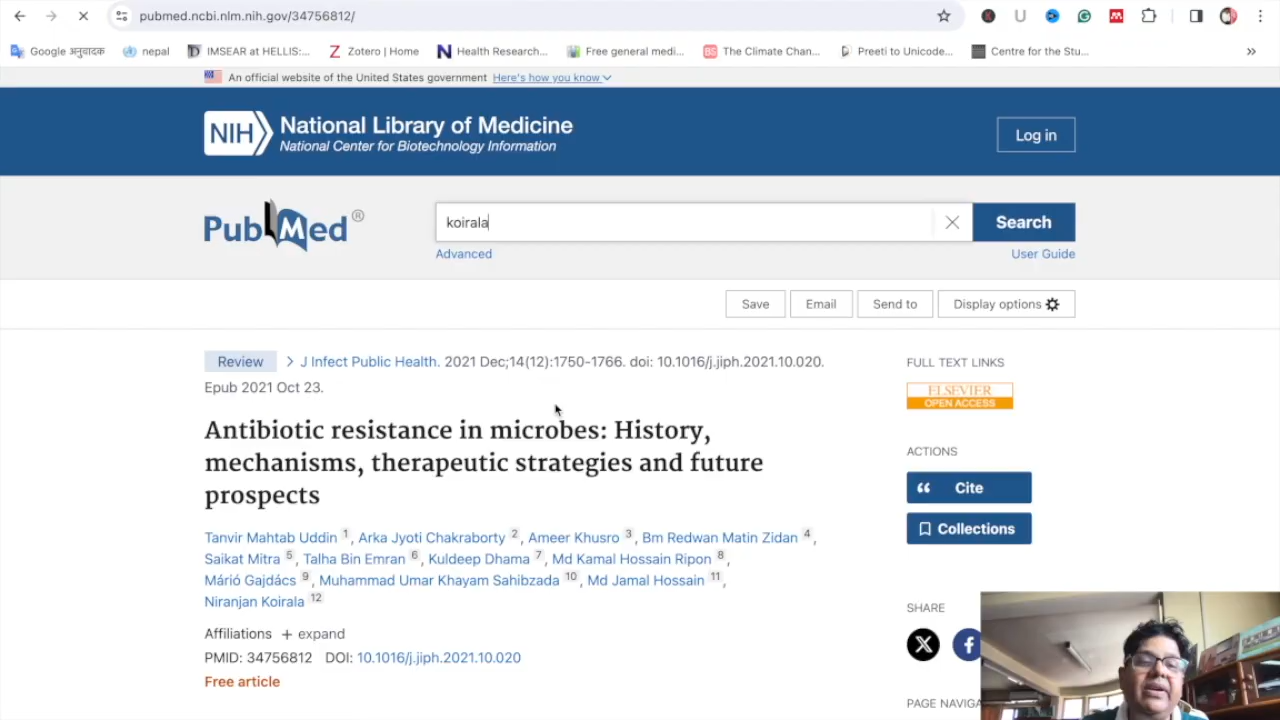 pubmed.ncbi.nlm.nih.gov/34756812/
Google अनुवादक
nepal
IMSEAR at HELLIS:...
Zotero | Home
Health Research...
Free general medi...
The Climate Chan...
Preeti to Unicode...
Centre for the Stu...
An official website of the United States government Here's how you know
NIH National Library of Medicine
National Center for Biotechnology Information
Log in
PubMed®
koirala
Search
Advanced
User Guide
Save
Email
Send to
Display options
Review > J Infect Public Health. 2021 Dec;14(12):1750-1766. doi: 10.1016/j.jiph.2021.10.020.
Epub 2021 Oct 23.
Antibiotic resistance in microbes: History,
mechanisms, therapeutic strategies and future
prospects
Tanvir Mahtab Uddin 1, Arka Jyoti Chakraborty 2, Ameer Khusro 3, Bm Redwan Matin Zidan 4,
Saikat Mitra 5, Talha Bin Emran 6, Kuldeep Dhama 7, Md Kamal Hossain Ripon 8,
Márió Gajdács 9, Muhammad Umar Khayam Sahibzada 10, Md Jamal Hossain 11,
Niranjan Koirala 12
Affiliations + expand
PMID: 34756812 DOI: 10.1016/j.jiph.2021.10.020
Free article
FULL TEXT LINKS
ELSEVIER
OPEN ACCESS
ACTIONS
Cite
Collections
SHARE
PAGE NAVIGA